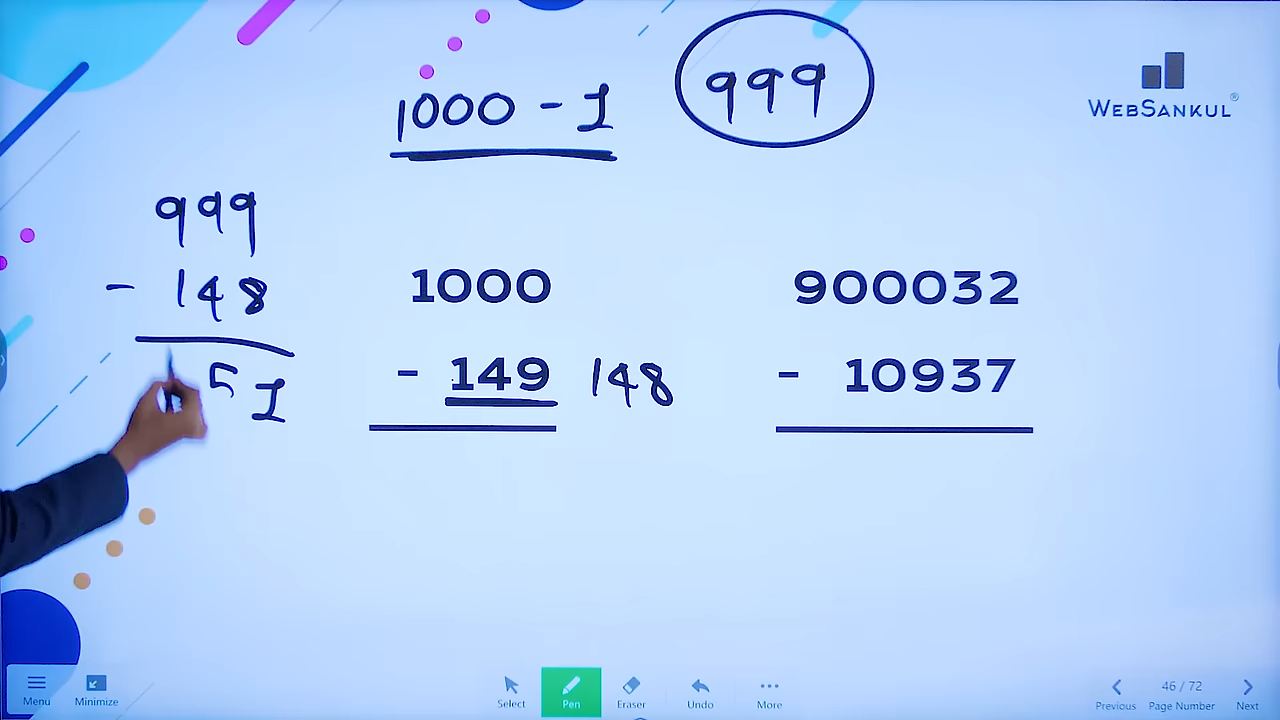 1000 - 1
999
WEBSANKUL®
999
- 148
51
1000
- 149
148
900032
- 10937
Menu
Minimize
Select
Pen
Eraser
Undo
More
Previous
46 / 72
Page Number
Next